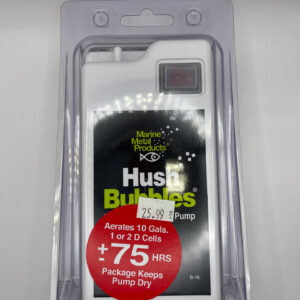 Marine
Metal
Products
Hush
Bubbles®
25.99
Pump
Aerates 10 Gals.
1 or 2 D Cells
± 75 HRS
Package Keeps
Pump Dry
B-16